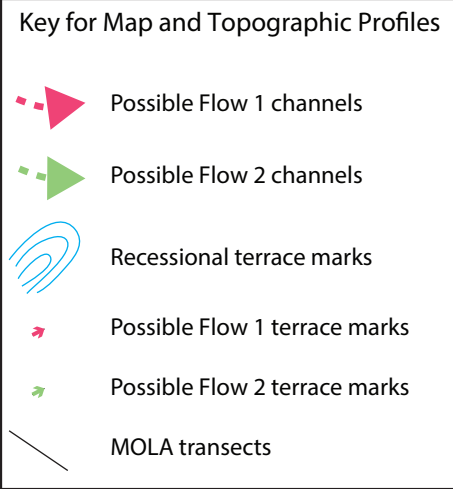 Key for Map and Topographic Profiles
Possible Flow 1 channels
Possible Flow 2 channels
Recessional terrace marks
Possible Flow 1 terrace marks
Possible Flow 2 terrace marks
MOLA transects